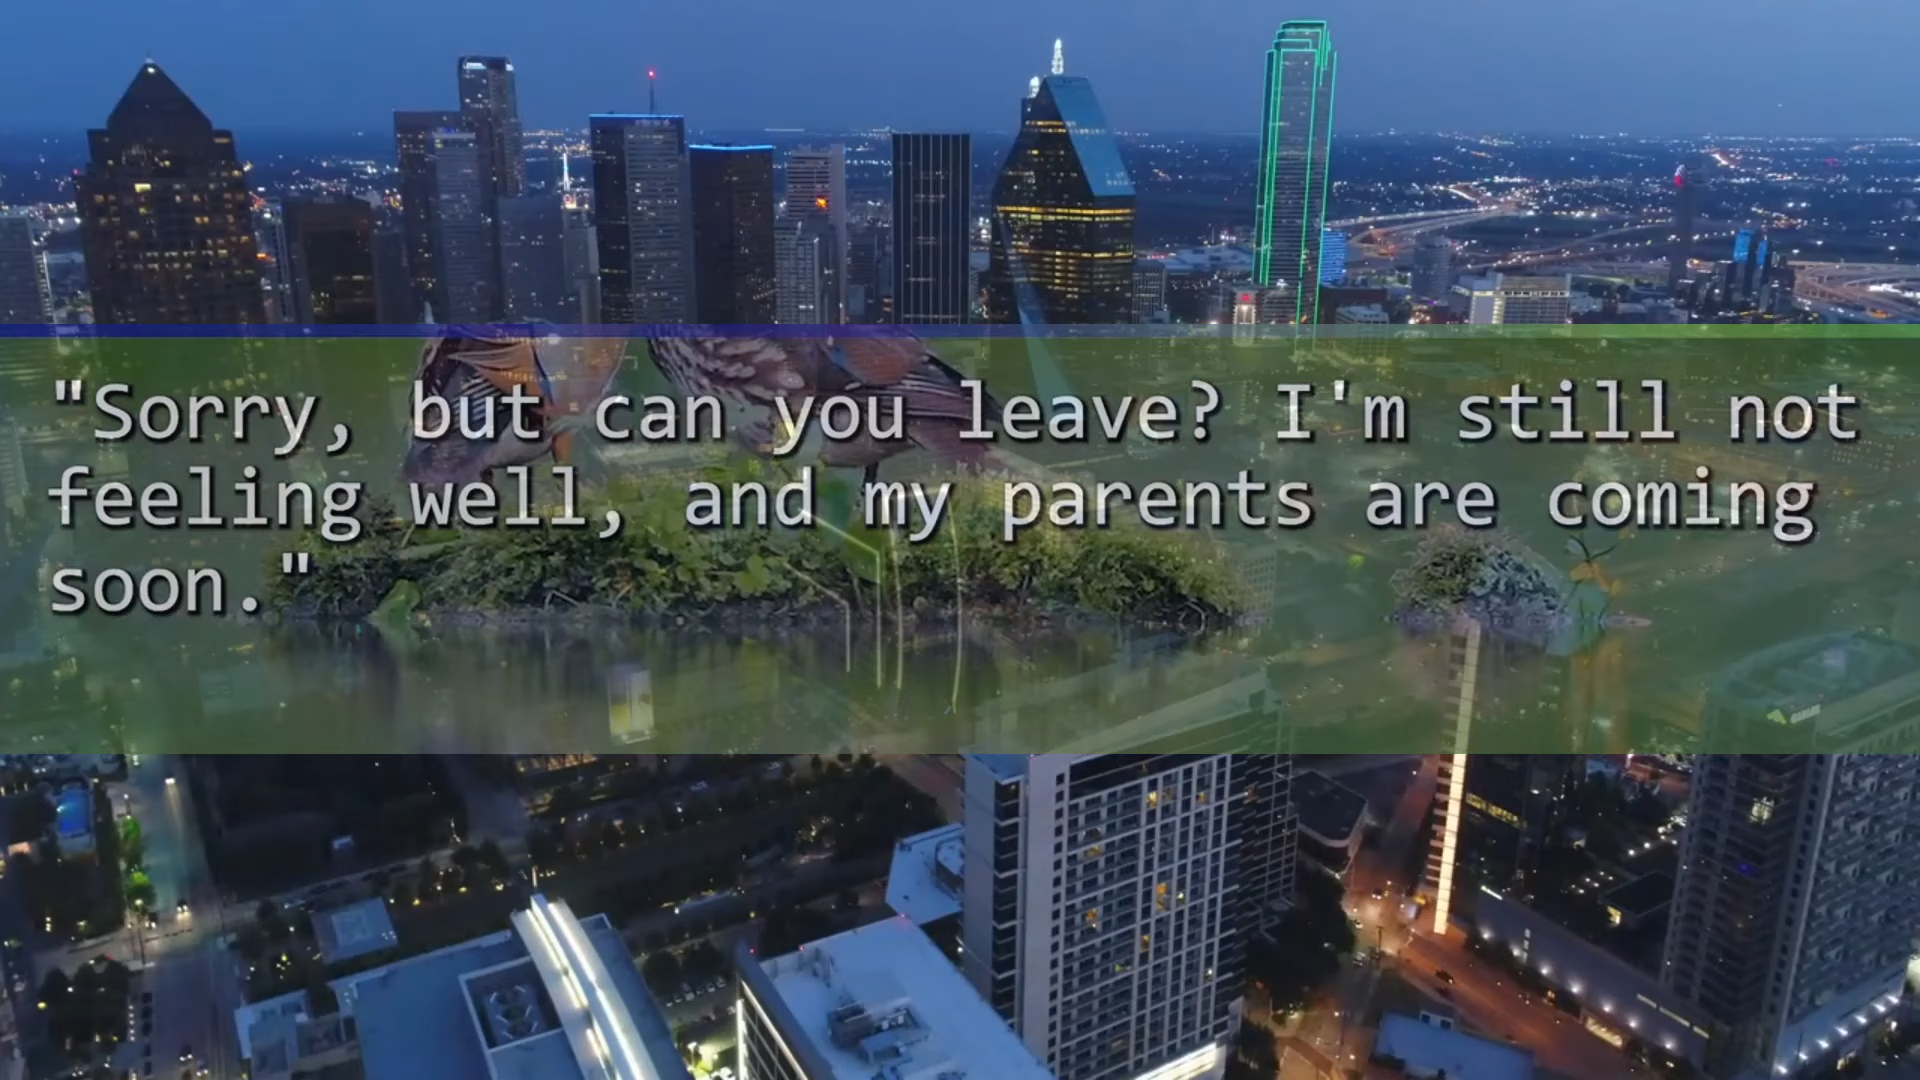 "Sorry, but can you leave? I'm still not
feeling well, and my parents are coming
soon."